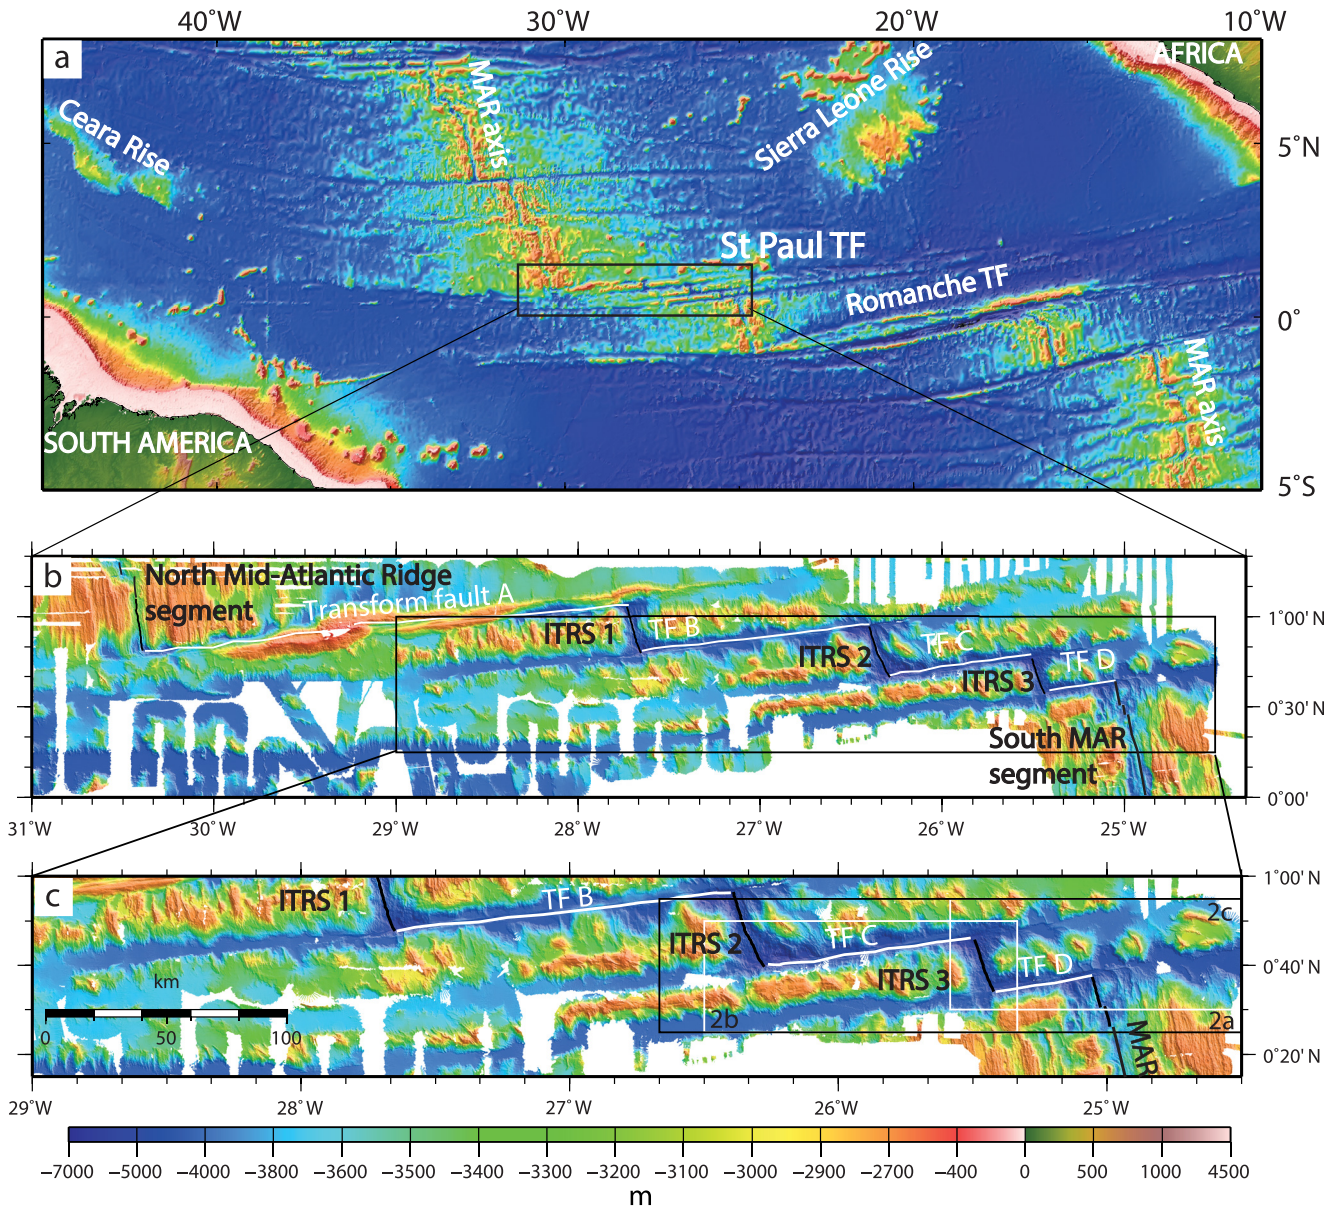 40˚W 30˚W 20˚W 10˚W
a
AFRICA
MAR axis
Sierra Leone Rise
Ceara Rise
5˚N
St Paul TF
Romanche TF
0˚
MAR axis
SOUTH AMERICA
5˚S
b
North Mid-Atlantic Ridge
segment
Transform fault A
1˚00' N
ITRS 1
TF B
ITRS 2
TF C
TF D
ITRS 3
0˚30' N
South MAR
segment
0˚00'
31˚W 30˚W 29˚W 28˚W 27˚W 26˚W 25˚W
c
1˚00' N
ITRS 1
TF B
2c
ITRS 2
TF C
0˚40' N
ITRS 3
TF D
km
0 50 100
2b
2a
MAR
0˚20' N
29˚W 28˚W 27˚W 26˚W 25˚W
−7000 −5000 −4000 −3800 −3600 −3500 −3400 −3300 −3200 −3100 −3000 −2900 −2700 −400 0 500 1000 4500
m